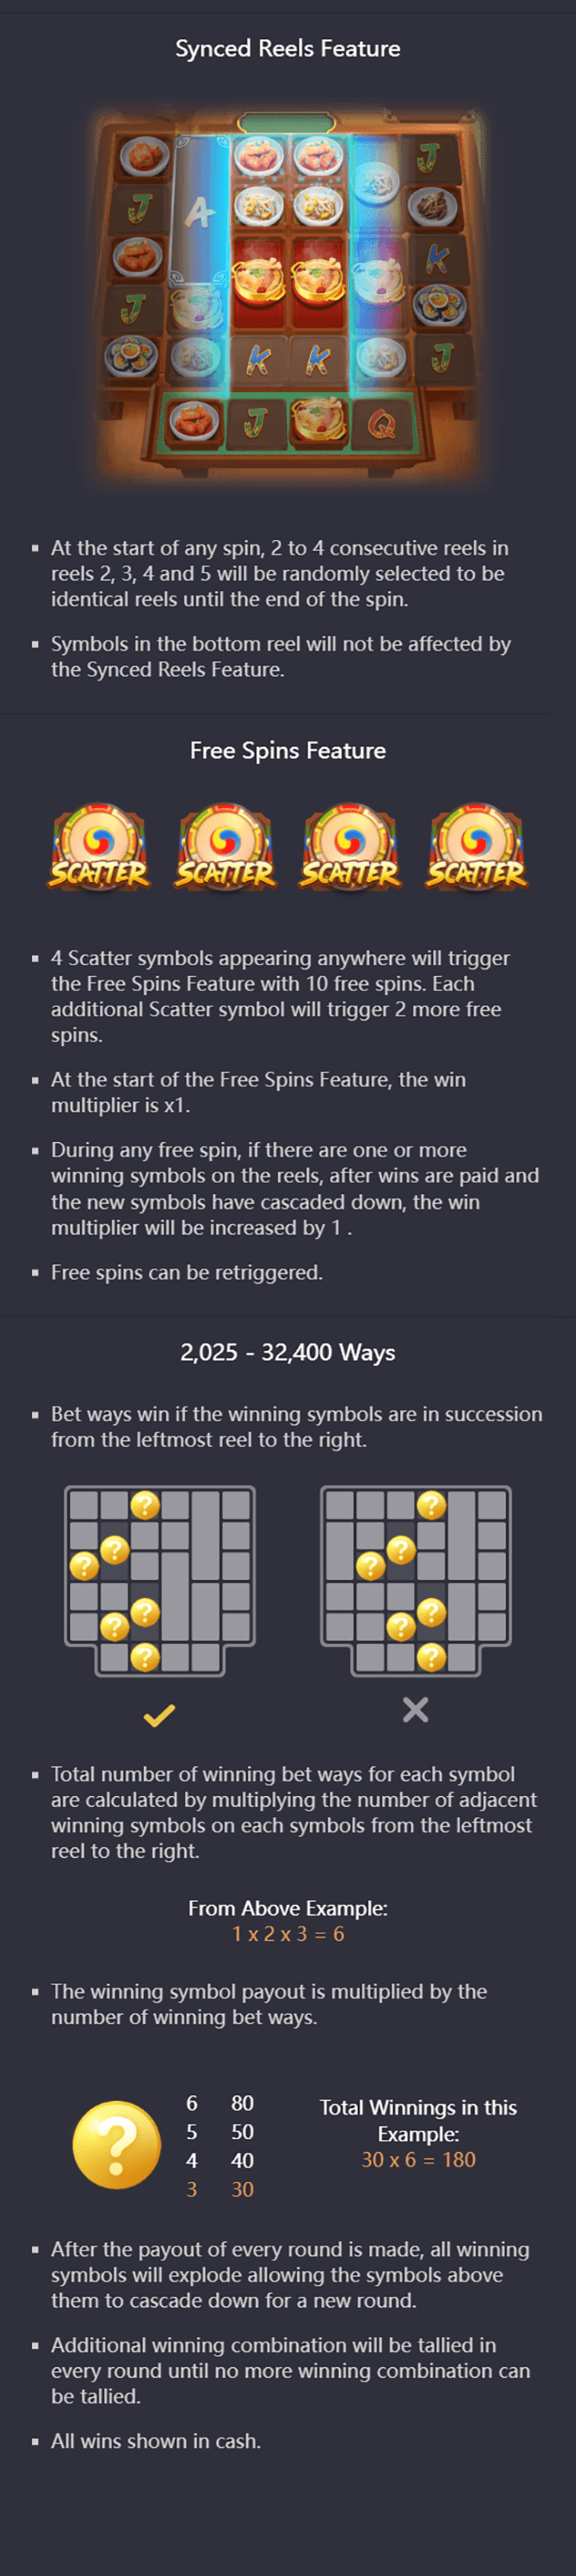 Synced Reels Feature
J
J A
K
J
K K J
J Q
▪ At the start of any spin, 2 to 4 consecutive reels in
reels 2, 3, 4 and 5 will be randomly selected to be
identical reels until the end of the spin.
▪ Symbols in the bottom reel will not be affected by
the Synced Reels Feature.
Free Spins Feature
SCATTER SCATTER SCATTER SCATTER
▪ 4 Scatter symbols appearing anywhere will trigger
the Free Spins Feature with 10 free spins. Each
additional Scatter symbol will trigger 2 more free
spins.
▪ At the start of the Free Spins Feature, the win
multiplier is x1.
▪ During any free spin, if there are one or more
winning symbols on the reels, after wins are paid and
the new symbols have cascaded down, the win
multiplier will be increased by 1 .
▪ Free spins can be retriggered.
2,025 - 32,400 Ways
▪ Bet ways win if the winning symbols are in succession
from the leftmost reel to the right.
? ?
? ?
? ?
? ?
? ?
? ?
▪ Total number of winning bet ways for each symbol
are calculated by multiplying the number of adjacent
winning symbols on each symbols from the leftmost
reel to the right.
From Above Example:
1 x 2 x 3 = 6
▪ The winning symbol payout is multiplied by the
number of winning bet ways.
?
6 80
5 50
4 40
3 30
Total Winnings in this
Example:
30 x 6 = 180
▪ After the payout of every round is made, all winning
symbols will explode allowing the symbols above
them to cascade down for a new round.
▪ Additional winning combination will be tallied in
every round until no more winning combination can
be tallied.
▪ All wins shown in cash.